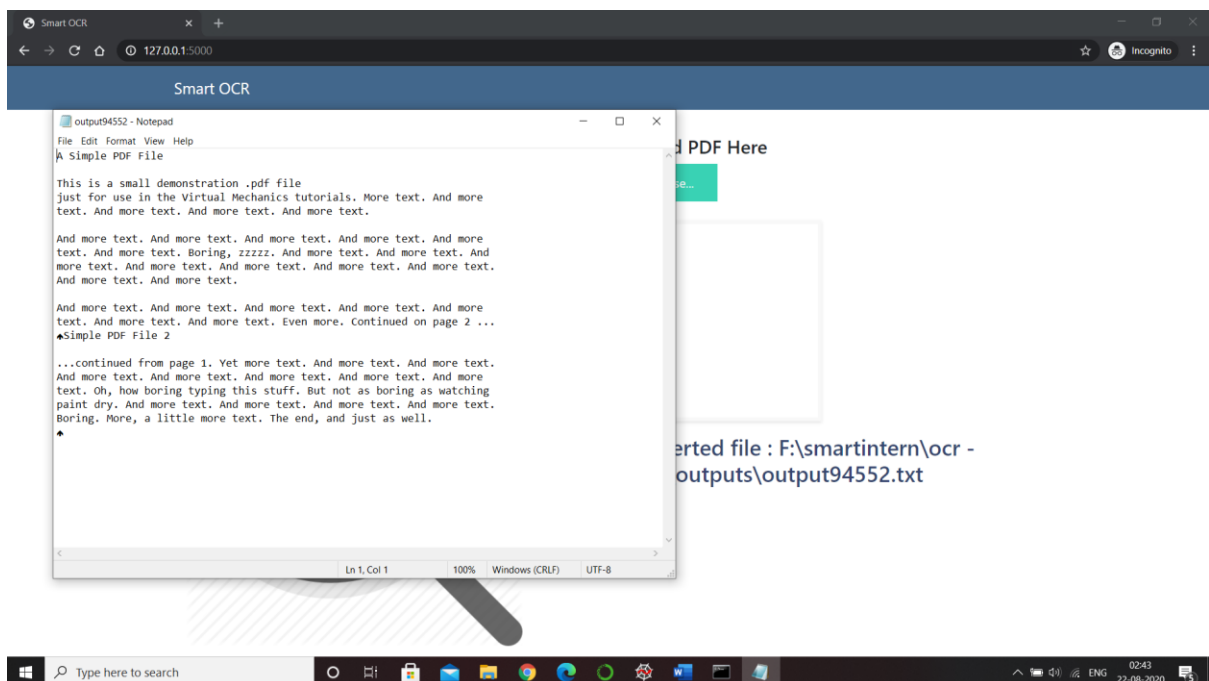 Smart OCR
127.0.0.1:5000
Incognito
Smart OCR
output94552 - Notepad
File Edit Format View Help
A Simple PDF File
This is a small demonstration .pdf file
just for use in the Virtual Mechanics tutorials. More text. And more
text. And more text. And more text. And more text.
And more text. And more text. And more text. And more text. And more
text. And more text. Boring, zzzzz. And more text. And more text. And
more text. And more text. And more text. And more text. And more text.
And more text. And more text.
And more text. And more text. And more text. And more text. And more
text. And more text. And more text. Even more. Continued on page 2 ...
Simple PDF File 2
...continued from page 1. Yet more text. And more text. And more text.
And more text. And more text. And more text. And more text. And more
text. Oh, how boring typing this stuff. But not as boring as watching
paint dry. And more text. And more text. And more text. And more text.
Boring. More, a little more text. The end, and just as well.
Ln 1, Col 1 100% Windows (CRLF) UTF-8
PDF Here
erted file : F:\smartintern\ocr -
outputs\output94552.txt
Type here to search
ENG
02:43
22-08-2020